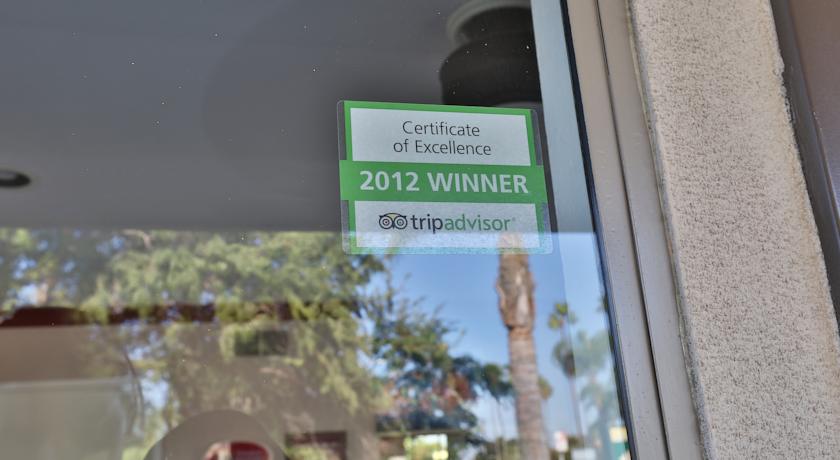 Certificate
of Excellence
2012 WINNER
tripadvisor®